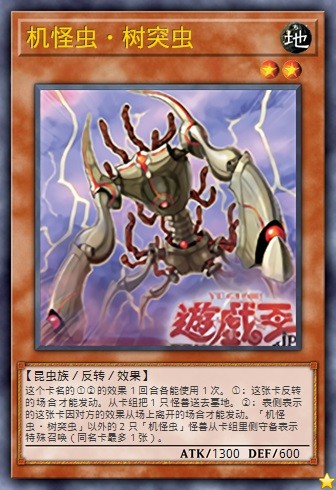 机怪虫・树突虫
地
【昆虫族／反转／效果】
这个卡名的①②的效果1回合各能使用1次。①：这张卡反转
的场合才能发动。从卡组把1只怪兽送去墓地。②：表侧表示
的这张卡因对方的效果从场上离开的场合才能发动。「机怪
虫・树突虫」以外的2只「机怪虫」怪兽从卡组里侧守备表示
特殊召唤（同名卡最多1张）。
ATK/1300 DEF/600
遊戯王